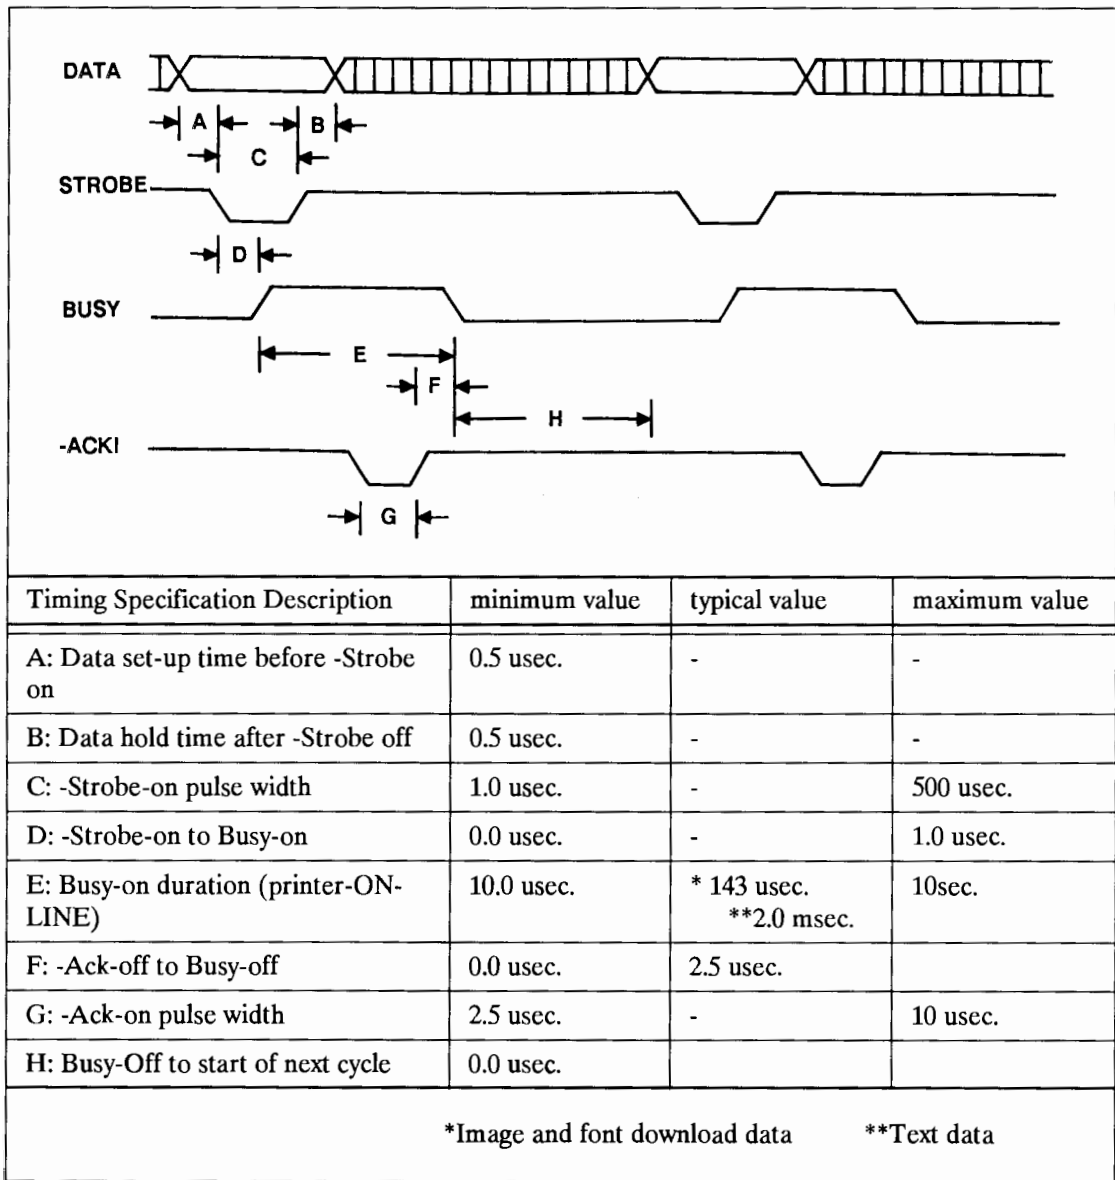 DATA
A
B
C
STROBE
D
BUSY
E
F
H
-ACKI
G
Timing Specification Description minimum value typical value maximum value
A: Data set-up time before -Strobe on 0.5 usec. - -
B: Data hold time after -Strobe off 0.5 usec. - -
C: -Strobe-on pulse width 1.0 usec. - 500 usec.
D: -Strobe-on to Busy-on 0.0 usec. - 1.0 usec.
E: Busy-on duration (printer-ON- 10.0 usec. * 143 usec. 10sec.
LINE) **2.0 msec.
F: -Ack-off to Busy-off 0.0 usec. 2.5 usec.
G: -Ack-on pulse width 2.5 usec. - 10 usec.
H: Busy-Off to start of next cycle 0.0 usec.
*Image and font download data **Text data